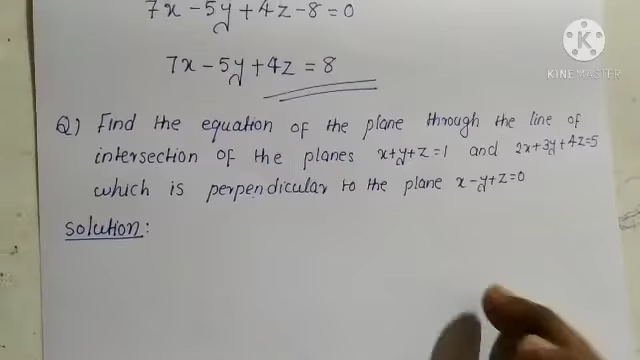 7x - 5y + 4z - 8 = 0
7x - 5y + 4z = 8
KINEMASTER
Q) Find the equation of the plane through the line of
intersection of the planes x+y+z=1 and 2x+3y+4z=5
which is perpendicular to the plane x-y+z=0
Solution: